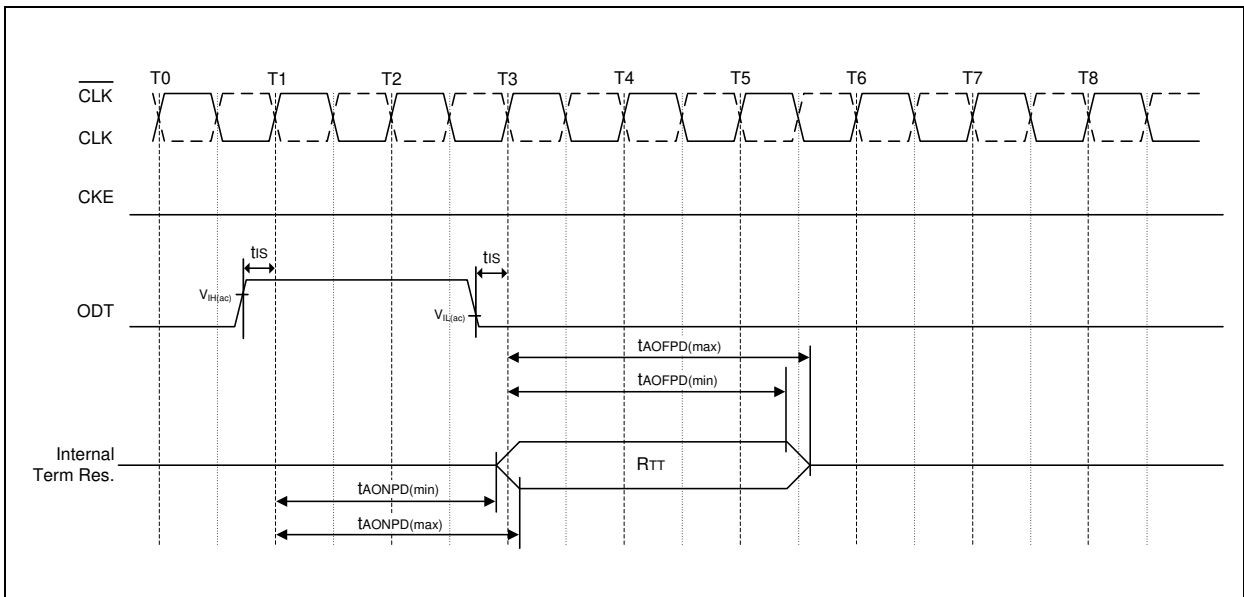 T0 T1 T2 T3 T4 T5 T6 T7 T8
CLK
CLK
CKE
tIS
tIS
VIH(ac)
ODT
VIL(ac)
tAOFPD(max)
tAOFPD(min)
Internal
Term Res.
RTT
tAONPD(min)
tAONPD(max)